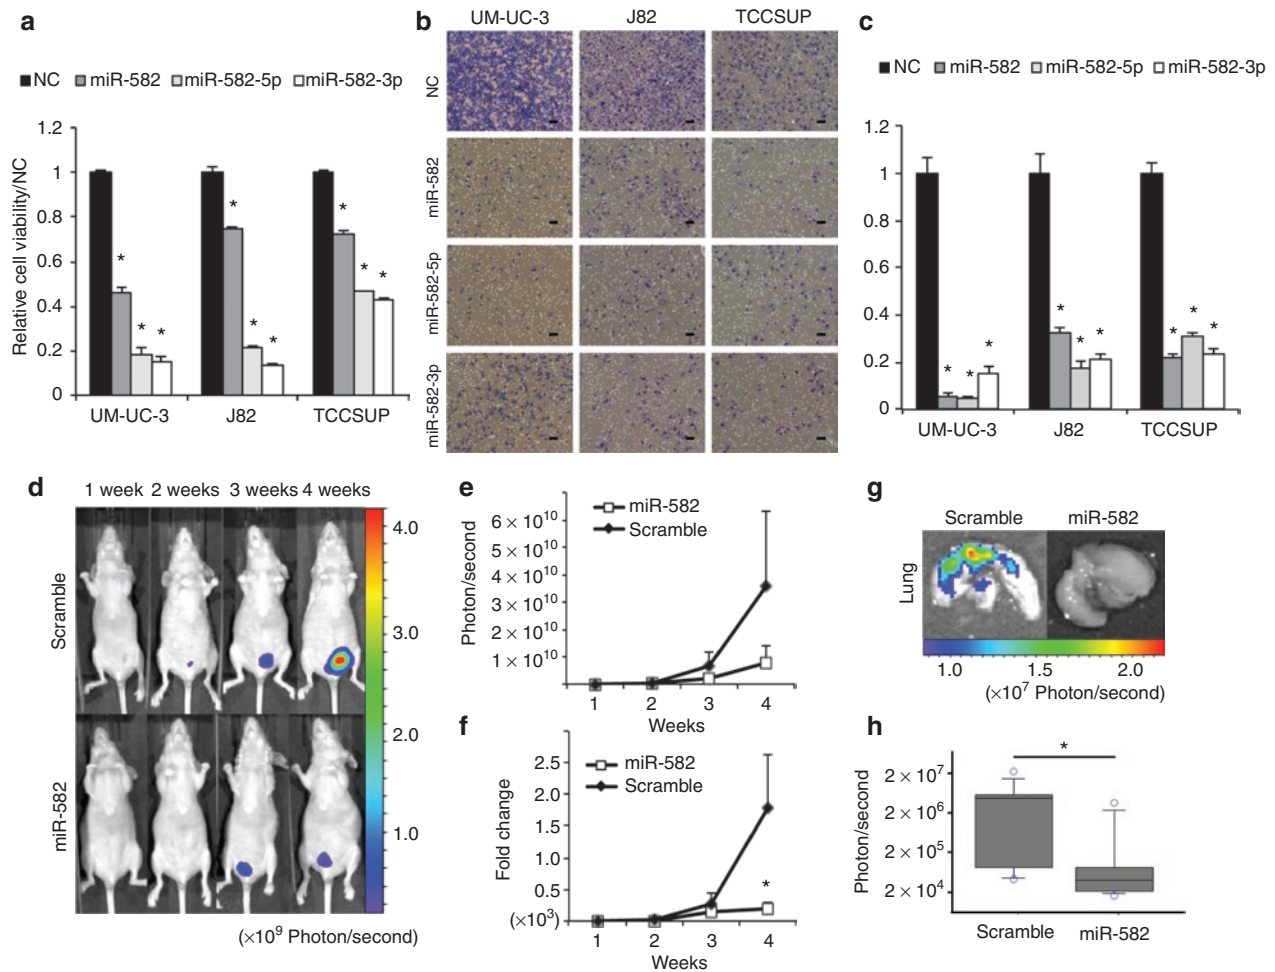 a
NC miR-582 miR-582-5p miR-582-3p
Relative cell viability/NC
1.2
1
0.8
0.6
0.4
0.2
0
* * *
* * *
* * *
UM-UC-3 J82 TCCSUP
b
UM-UC-3 J82 TCCSUP
NC
miR-582
miR-582-5p
miR-582-3p
c
NC miR-582 miR-582-5p miR-582-3p
1.2
1
0.8
0.6
0.4
0.2
0
* * *
* * *
* * *
UM-UC-3 J82 TCCSUP
d
1 week 2 weeks 3 weeks 4 weeks
Scramble
miR-582
4.0
3.0
2.0
1.0
(×10⁹ Photon/second)
e
miR-582
Scramble
Photon/second
6 × 10¹⁰
5 × 10¹⁰
4 × 10¹⁰
3 × 10¹⁰
2 × 10¹⁰
1 × 10¹⁰
1 2 3 4
Weeks
f
miR-582
Scramble
Fold change
2.5
2.0
1.5
1.0
0.5
(×10³)
*
1 2 3 4
Weeks
g
Scramble miR-582
Lung
1.0 1.5 2.0
(×10⁷ Photon/second)
h
*
Photon/second
2 × 10⁷
2 × 10⁶
2 × 10⁵
2 × 10⁴
Scramble miR-582